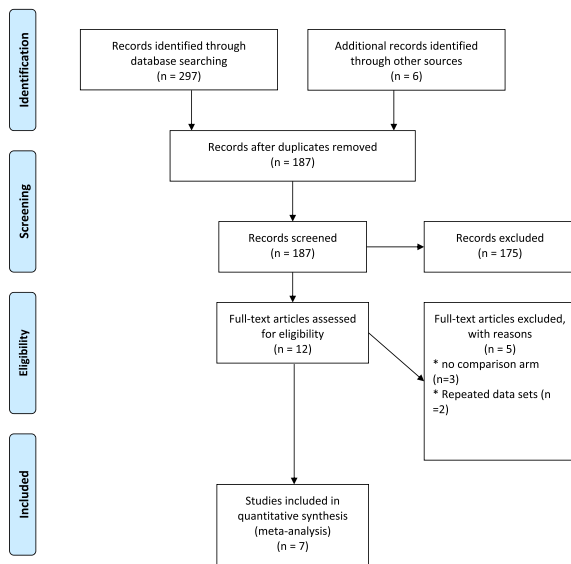 Identification
Records identified through
database searching
(n = 297)
Additional records identified
through other sources
(n = 6)
Records after duplicates removed
(n = 187)
Screening
Records screened
(n = 187)
Records excluded
(n = 175)
Eligibility
Full-text articles assessed
for eligibility
(n = 12)
Full-text articles excluded,
with reasons
(n = 5)
* no comparison arm
(n=3)
* Repeated data sets (n
=2)
Included
Studies included in
quantitative synthesis
(meta-analysis)
(n = 7)